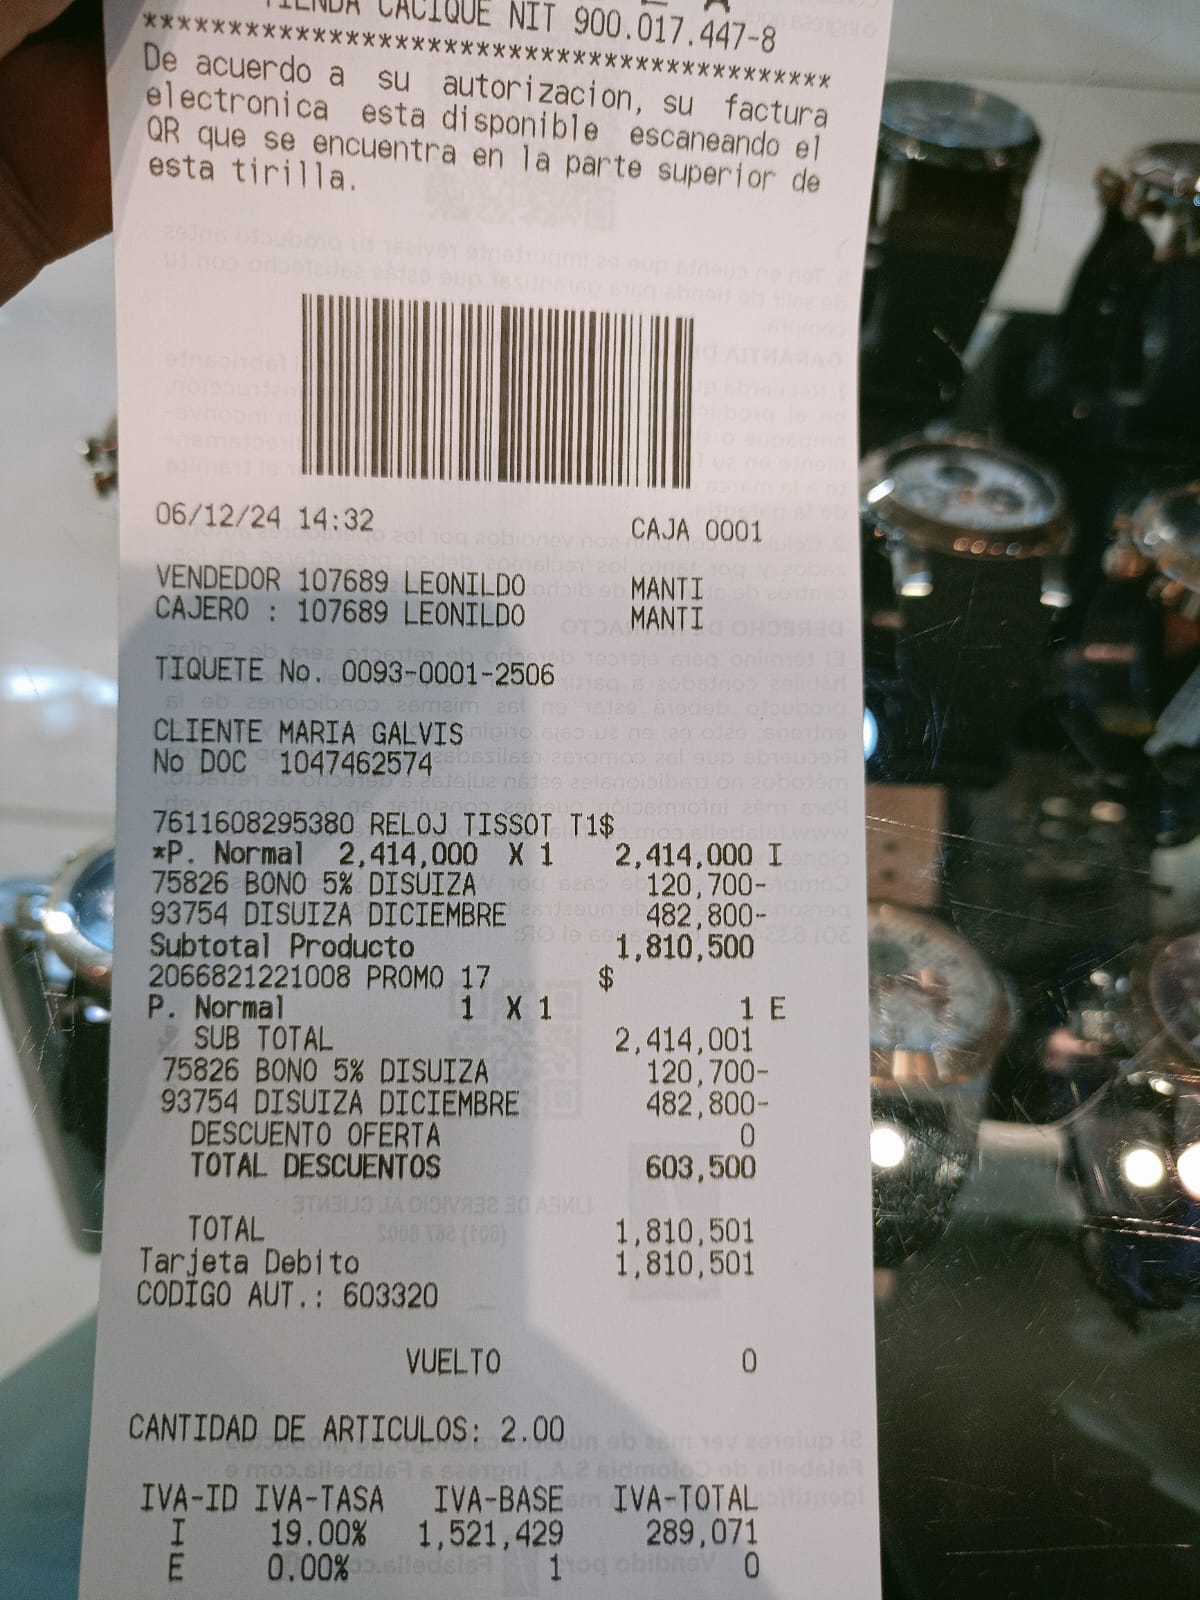 TIENDA CACIQUE NIT 900.017.447-8
************************************************
De acuerdo a su autorizacion, su factura
electronica esta disponible escaneando el
QR que se encuentra en la parte superior de
esta tirilla.
06/12/24 14:32 CAJA 0001
VENDEDOR 107689 LEONILDO MANTI
CAJERO : 107689 LEONILDO MANTI
TIQUETE No. 0093-0001-2506
CLIENTE MARIA GALVIS
No DOC 1047462574
7611608295380 RELOJ TISSOT T1$
*P. Normal 2,414,000 X 1 2,414,000 I
75826 BONO 5% DISUIZA 120,700-
93754 DISUIZA DICIEMBRE 482,800-
Subtotal Producto 1,810,500
2066821221008 PROMO 17 $
P. Normal 1 X 1 1 E
SUB TOTAL 2,414,001
75826 BONO 5% DISUIZA 120,700-
93754 DISUIZA DICIEMBRE 482,800-
DESCUENTO OFERTA 0
TOTAL DESCUENTOS 603,500
TOTAL 1,810,501
Tarjeta Debito 1,810,501
CODIGO AUT.: 603320
VUELTO 0
CANTIDAD DE ARTICULOS: 2.00
IVA-ID IVA-TASA IVA-BASE IVA-TOTAL
I 19.00% 1,521,429 289,071
E 0.00% 1 0